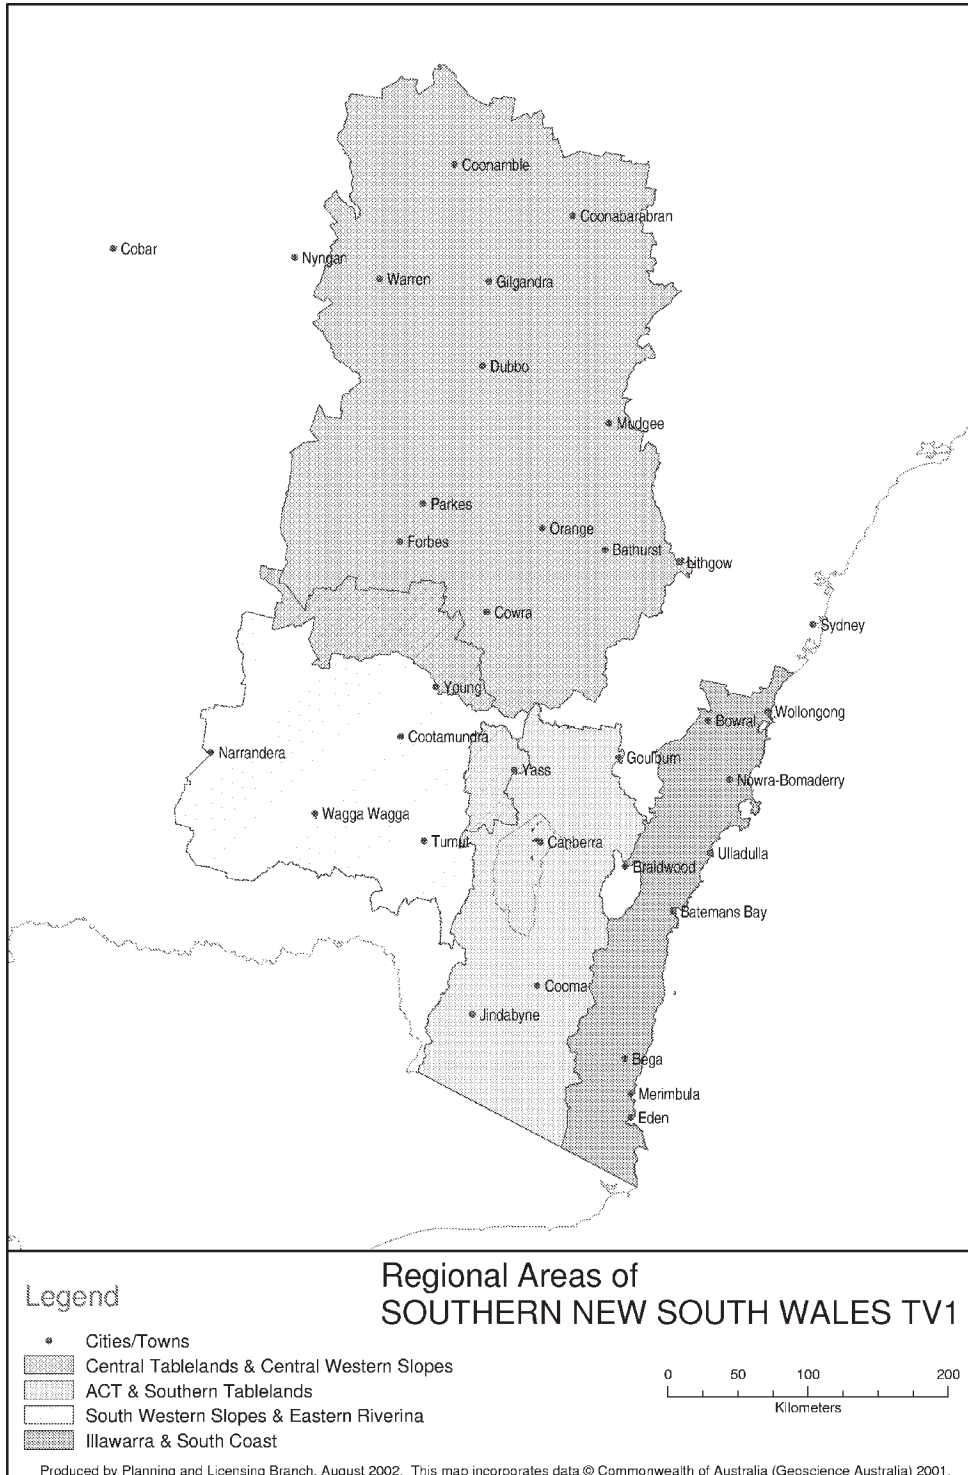 Coonamble
Coonabarabran
Cobar
Nyngan
Warren
Gilgandra
Dubbo
Mudgee
Parkes
Orange
Forbes
Bathurst
Lithgow
Cowra
Sydney
Young
Wollongong
Bowral
Cootamundra
Narrandera
Goulburn
Yass
Nowra-Bomaderry
Wagga Wagga
Tumut
Canberra
Ulladulla
Braidwood
Batemans Bay
Cooma
Jindabyne
Bega
Merimbula
Eden
Regional Areas of
SOUTHERN NEW SOUTH WALES TV1
Legend
Cities/Towns
Central Tablelands & Central Western Slopes
ACT & Southern Tablelands
South Western Slopes & Eastern Riverina
Illawarra & South Coast
0 50 100 200
Kilometers
Produced by Planning and Licensing Branch, August 2002. This map incorporates data © Commonwealth of Australia (Geoscience Australia) 2001.